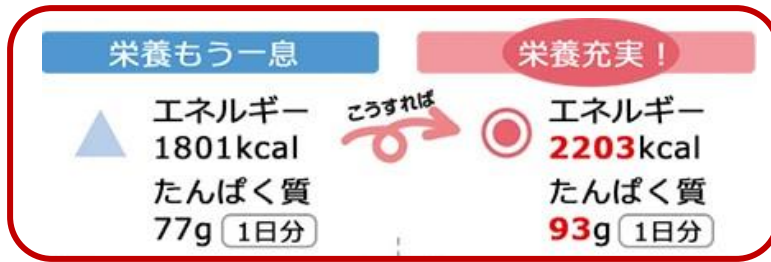 栄養もう一息
エネルギー
1801kcal
たんぱく質
77g 1日分
こうすれば
栄養充実!
エネルギー
2203kcal
たんぱく質
93g 1日分